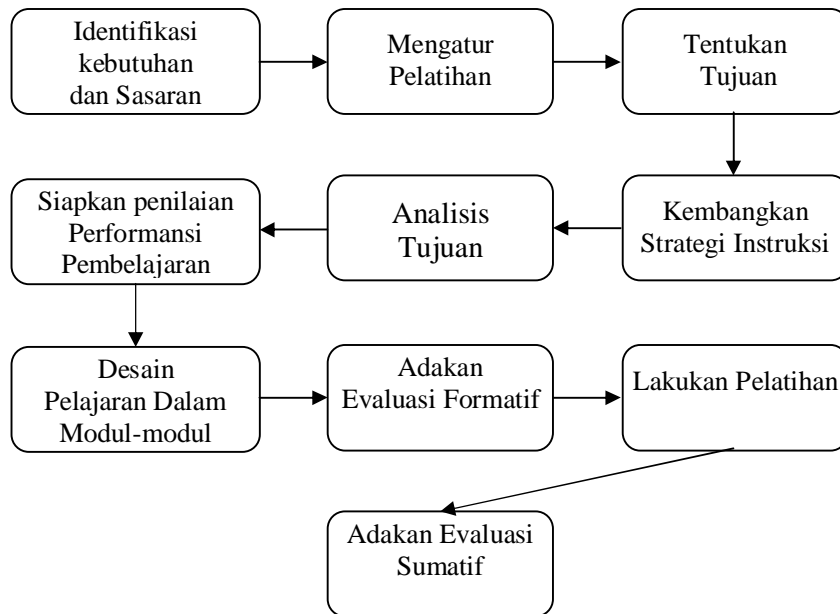 Identifikasi
kebutuhan
dan Sasaran
Mengatur
Pelatihan
Tentukan
Tujuan
Kembangkan
Strategi Instruksi
Analisis
Tujuan
Siapkan penilaian
Performansi
Pembelajaran
Desain
Pelajaran Dalam
Modul-modul
Adakan
Evaluasi Formatif
Lakukan Pelatihan
Adakan Evaluasi
Sumatif